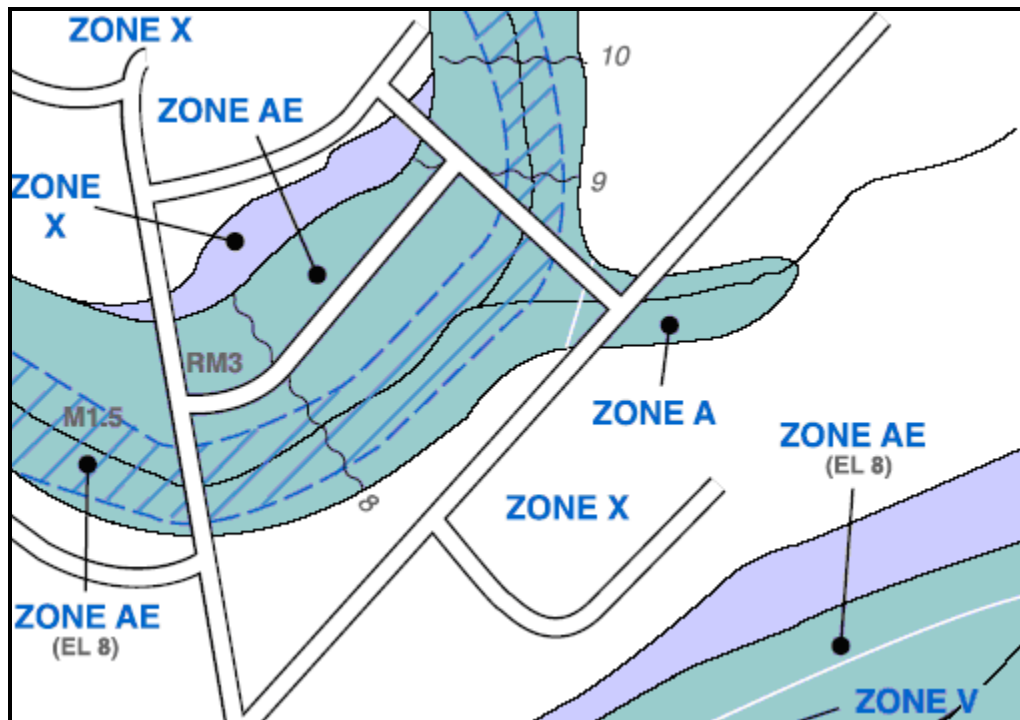 ZONE X
10
ZONE AE
ZONE
X
9
RM3
M1.5
ZONE A
ZONE AE
(EL 8)
8
ZONE X
ZONE AE
(EL 8)
ZONE V